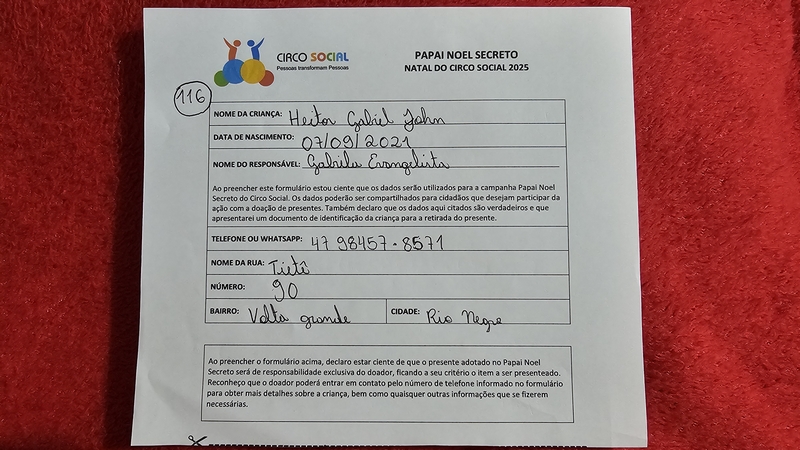 CIRCO SOCIAL
Pessoas transformam Pessoas
PAPAI NOEL SECRETO
NATAL DO CIRCO SOCIAL 2025
116
NOME DA CRIANÇA: Heitor Gabriel John
DATA DE NASCIMENTO: 07/09/2021
NOME DO RESPONSÁVEL: Gabriela Evangelista
Ao preencher este formulário estou ciente que os dados serão utilizados para a campanha Papai Noel
Secreto do Circo Social. Os dados poderão ser compartilhados para cidadãos que desejam participar da
ação com a doação de presentes. Também declaro que os dados aqui citados são verdadeiros e que
apresentarei um documento de identificação da criança para a retirada do presente.
TELEFONE OU WHATSAPP: 47 98457-8571
NOME DA RUA: Tietê
NÚMERO: 90
BAIRRO: Volta grande CIDADE: Rio Negro
Ao preencher o formulário acima, declaro estar ciente de que o presente adotado no Papai Noel
Secreto será de responsabilidade exclusiva do doador, ficando a seu critério o item a ser presenteado.
Reconheço que o doador poderá entrar em contato pelo número de telefone informado no formulário
para obter mais detalhes sobre a criança, bem como quaisquer outras informações que se fizerem
necessárias.